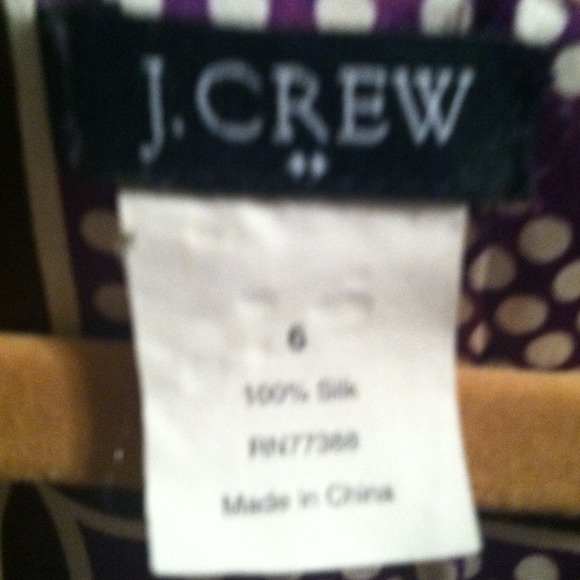 J.CREW
6
100% Silk
RN77388
Made in China